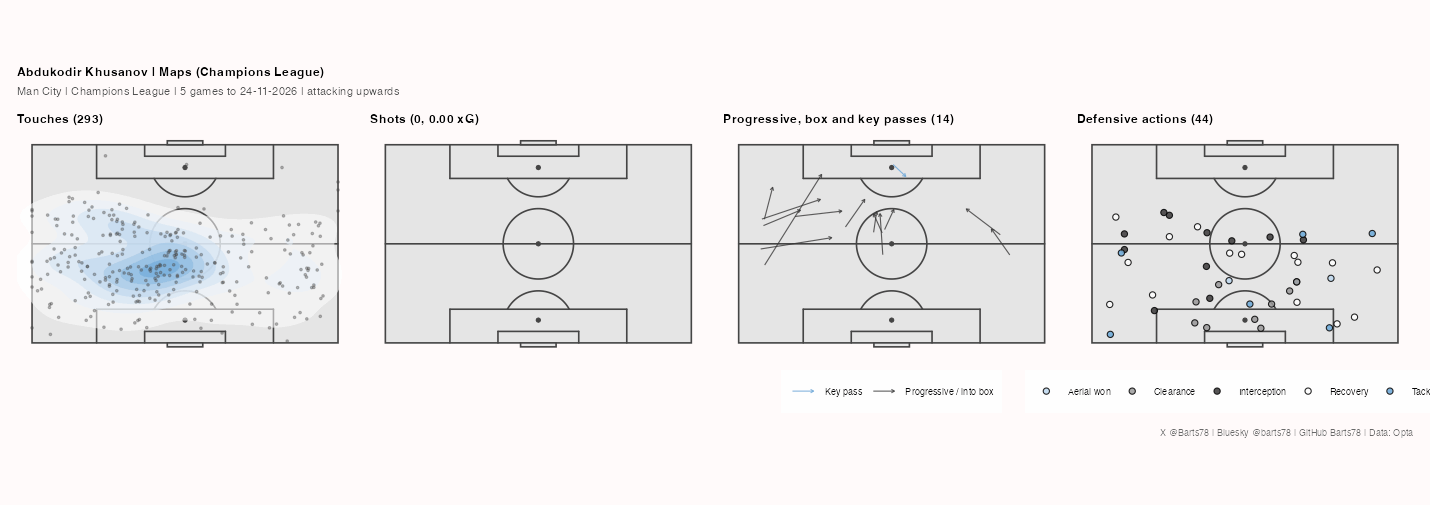 Abdukodir Khusanov | Maps (Champions League)
Man City | Champions League | 5 games to 24-11-2026 | attacking upwards
Touches (293)
Shots (0, 0.00 xG)
Progressive, box and key passes (14)
Defensive actions (44)
Key pass
Progressive / into box
Aerial won
Clearance
Interception
Recovery
Tack
X @Barts78 | Bluesky @barts78 | GitHub Barts78 | Data: Opta